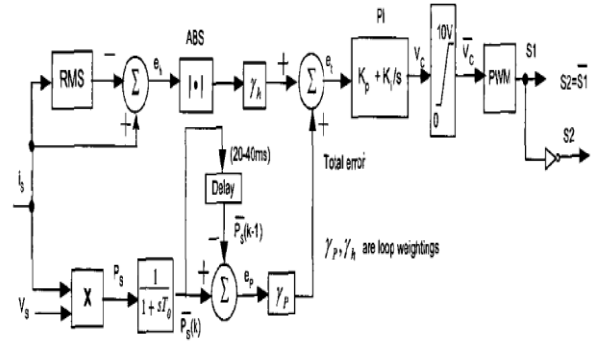 ABS
PI
RMS
−
Σ
+
e_h
|•|
γ_h
+
Σ
+
e_t
K_p + K_i/s
V_c
10V
0
V̅_c
PWM
S1
S2=S̅1̅
S2
i_s
(20-40ms)
Delay
Total error
P̅_s(k-1)
γ_P, γ_h are loop weightings
V_s
X
P_s
1
1+sT_0
P̅_s(k)
+
−
Σ
e_P
γ_P